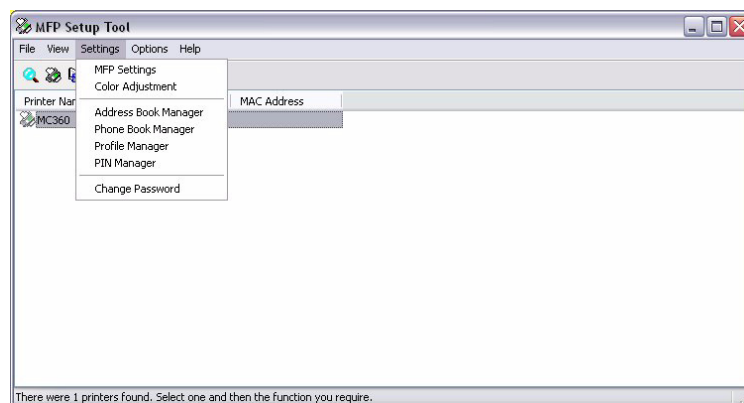 MFP Setup Tool
File View Settings Options Help
MFP Settings
Color Adjustment
Printer MAC Address
MC360
Address Book Manager
Phone Book Manager
Profile Manager
PIN Manager
Change Password
There were 1 printers found. Select one and then the function you require.